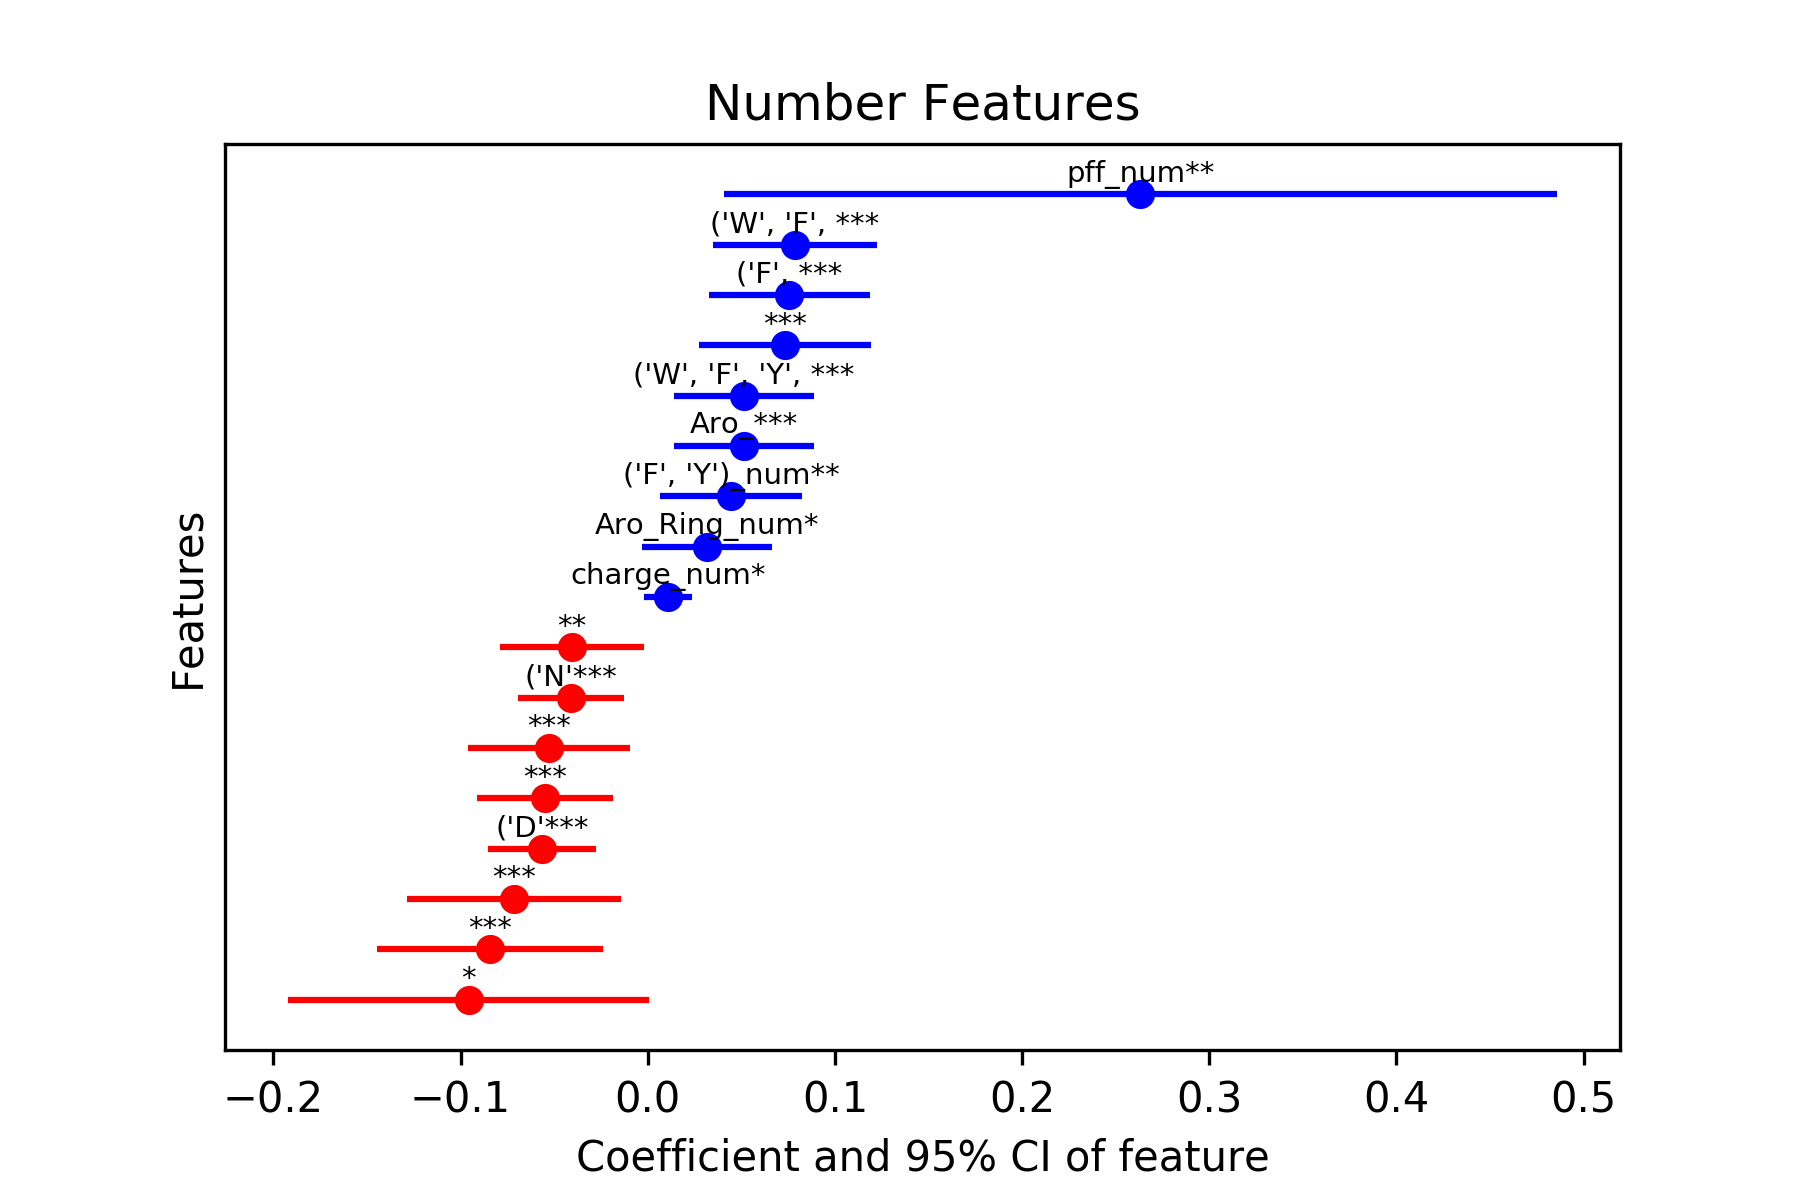 Number Features
pff_num**
('W', 'F', ***
('F', ***
***
('W', 'F', 'Y', ***
Aro_***
('F', 'Y')_num**
Aro_Ring_num*
charge_num*
**
('N'***
***
***
('D'***
***
***
*
Features
−0.2 −0.1 0.0 0.1 0.2 0.3 0.4 0.5
Coefficient and 95% CI of feature